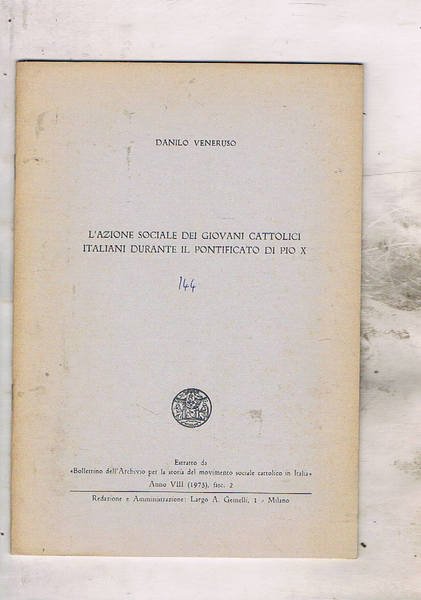 DANILO VENERUSO
L'AZIONE SOCIALE DEI GIOVANI CATTOLICI
ITALIANI DURANTE IL PONTIFICATO DI PIO X
144
Estratto da
«Bollettino dell'Archivio per la storia del movimento sociale cattolico in Italia»
Anno VIII (1973), fasc. 2
Redazione e Amministrazione: Largo A. Gemelli, 1 - Milano